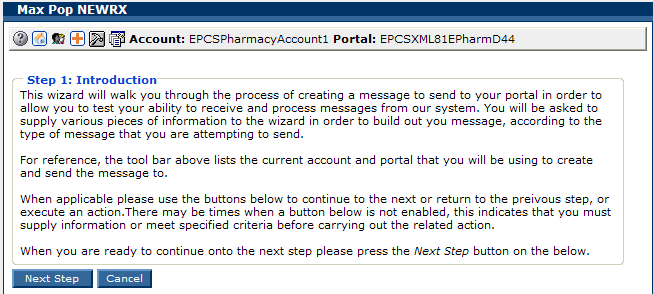 Max Pop NEWRX
Account: EPCSPharmacyAccount1 Portal: EPCSXML81EPharmD44
Step 1: Introduction
This wizard will walk you through the process of creating a message to send to your portal in order to
allow you to test your ability to receive and process messages from our system. You will be asked to
supply various pieces of information to the wizard in order to build out you message, according to the
type of message that you are attempting to send.
For reference, the tool bar above lists the current account and portal that you will be using to create
and send the message to.
When applicable please use the buttons below to continue to the next or return to the preivous step, or
execute an action.There may be times when a button below is not enabled, this indicates that you must
supply information or meet specified criteria before carrying out the related action.
When you are ready to continue onto the next step please press the Next Step button on the below.
Next Step Cancel